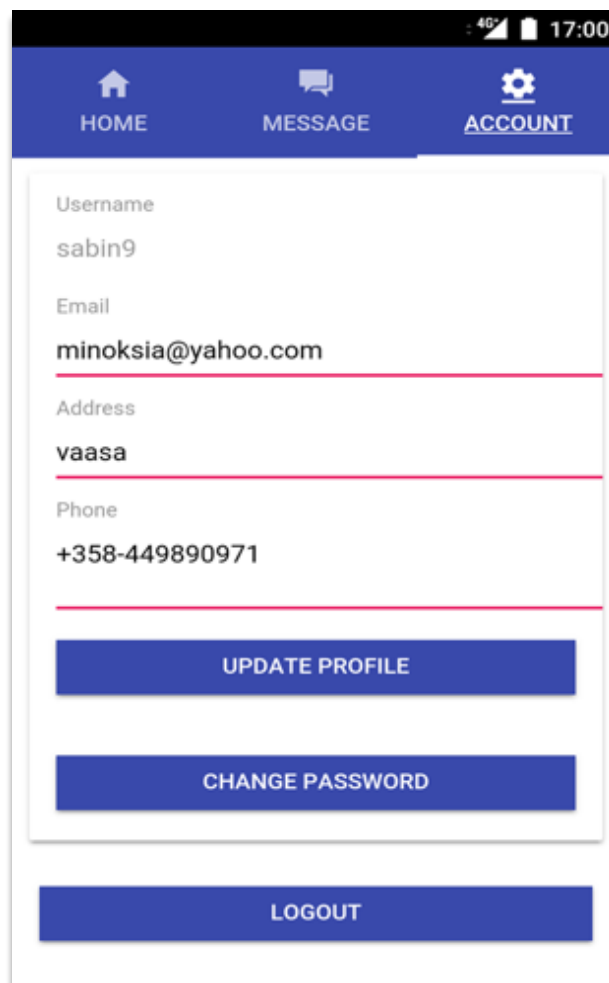 4G 17:00
HOME MESSAGE ACCOUNT
Username
sabin9
Email
minoksia@yahoo.com
Address
vaasa
Phone
+358-449890971
UPDATE PROFILE
CHANGE PASSWORD
LOGOUT